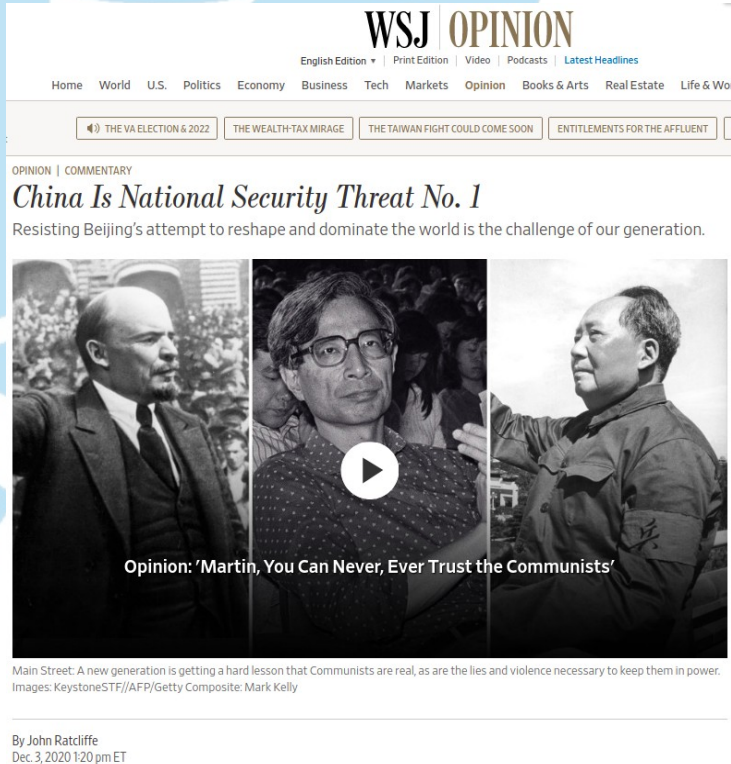 WSJ OPINION
English Edition ▾ Print Edition Video Podcasts Latest Headlines
Home World U.S. Politics Economy Business Tech Markets Opinion Books & Arts Real Estate Life & Wo
THE VA ELECTION & 2022 THE WEALTH-TAX MIRAGE THE TAIWAN FIGHT COULD COME SOON ENTITLEMENTS FOR THE AFFLUENT
OPINION | COMMENTARY
China Is National Security Threat No. 1
Resisting Beijing's attempt to reshape and dominate the world is the challenge of our generation.
兵
Opinion: 'Martin, You Can Never, Ever Trust the Communists'
Main Street: A new generation is getting a hard lesson that Communists are real, as are the lies and violence necessary to keep them in power.
Images: KeystoneSTF//AFP/Getty Composite: Mark Kelly
By John Ratcliffe
Dec. 3, 2020 1:20 pm ET